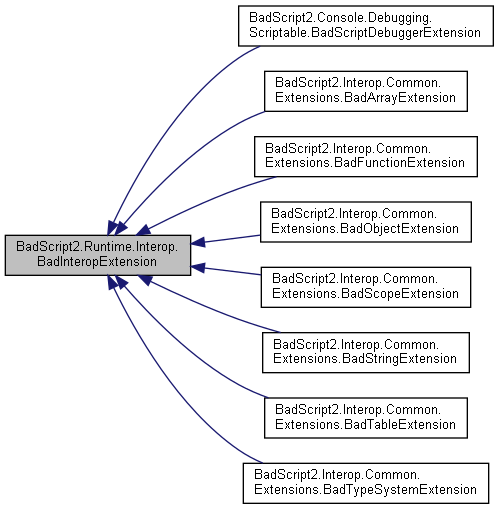 BadScript2.Console.Debugging.
Scriptable.BadScriptDebuggerExtension
BadScript2.Interop.Common.
Extensions.BadArrayExtension
BadScript2.Interop.Common.
Extensions.BadFunctionExtension
BadScript2.Interop.Common.
Extensions.BadObjectExtension
BadScript2.Runtime.Interop.
BadInteropExtension
BadScript2.Interop.Common.
Extensions.BadScopeExtension
BadScript2.Interop.Common.
Extensions.BadStringExtension
BadScript2.Interop.Common.
Extensions.BadTableExtension
BadScript2.Interop.Common.
Extensions.BadTypeSystemExtension